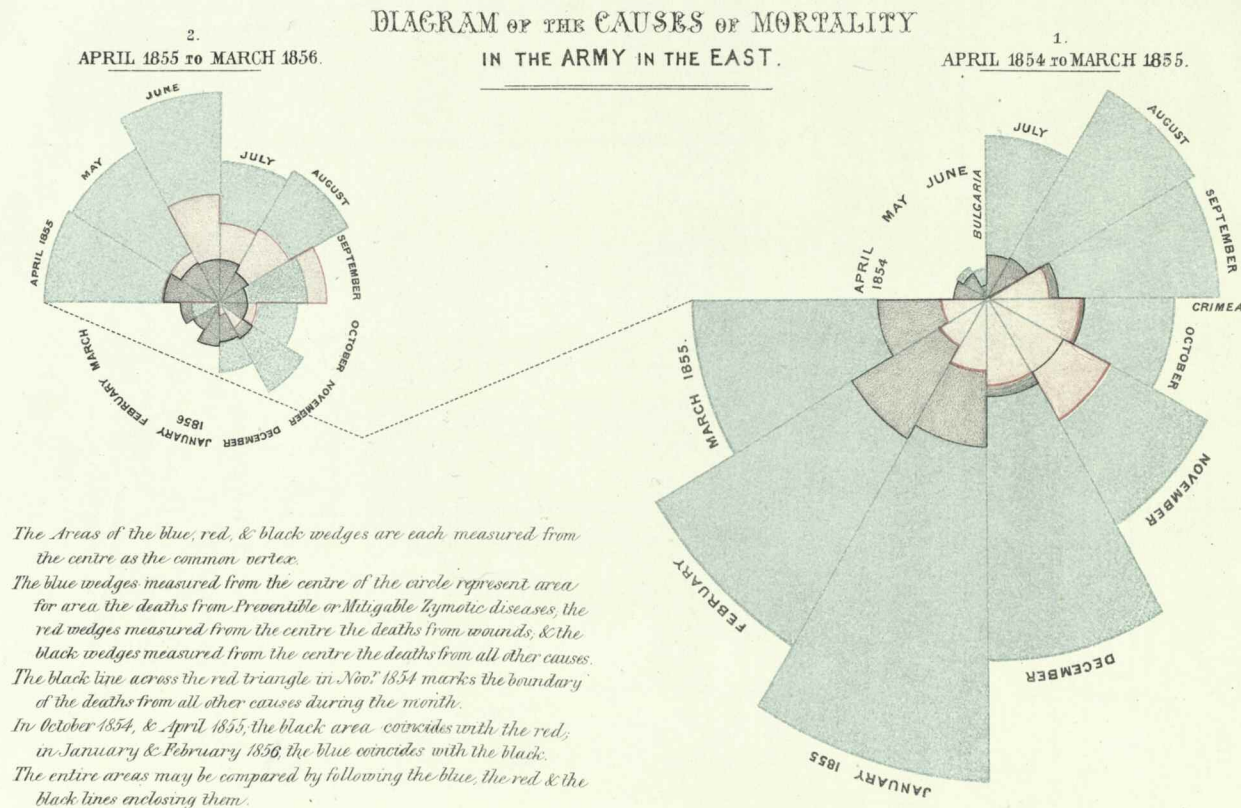 DIAGRAM OF THE CAUSES OF MORTALITY
IN THE ARMY IN THE EAST.
2.
APRIL 1855 TO MARCH 1856.
1.
APRIL 1854 TO MARCH 1855.
APRIL 1855
MAY
JUNE
JULY
AUGUST
SEPTEMBER
OCTOBER
NOVEMBER
DECEMBER
JANUARY
1856
FEBRUARY
MARCH
APRIL
1854
MAY
JUNE
BULGARIA
JULY
AUGUST
SEPTEMBER
CRIMEA
OCTOBER
NOVEMBER
DECEMBER
JANUARY 1855
FEBRUARY
MARCH 1855.
The Areas of the blue, red, & black wedges are each measured from
the centre as the common vertex.
The blue wedges measured from the centre of the circle represent area
for area the deaths from Preventible or Mitigable Zymotic diseases; the
red wedges measured from the centre the deaths from wounds; & the
black wedges measured from the centre the deaths from all other causes.
The black line across the red triangle in Novr. 1854 marks the boundary
of the deaths from all other causes during the month.
In October 1854, & April 1855; the black area coincides with the red;
in January & February 1856, the blue coincides with the black.
The entire areas may be compared by following the blue, the red & the
black lines enclosing them.